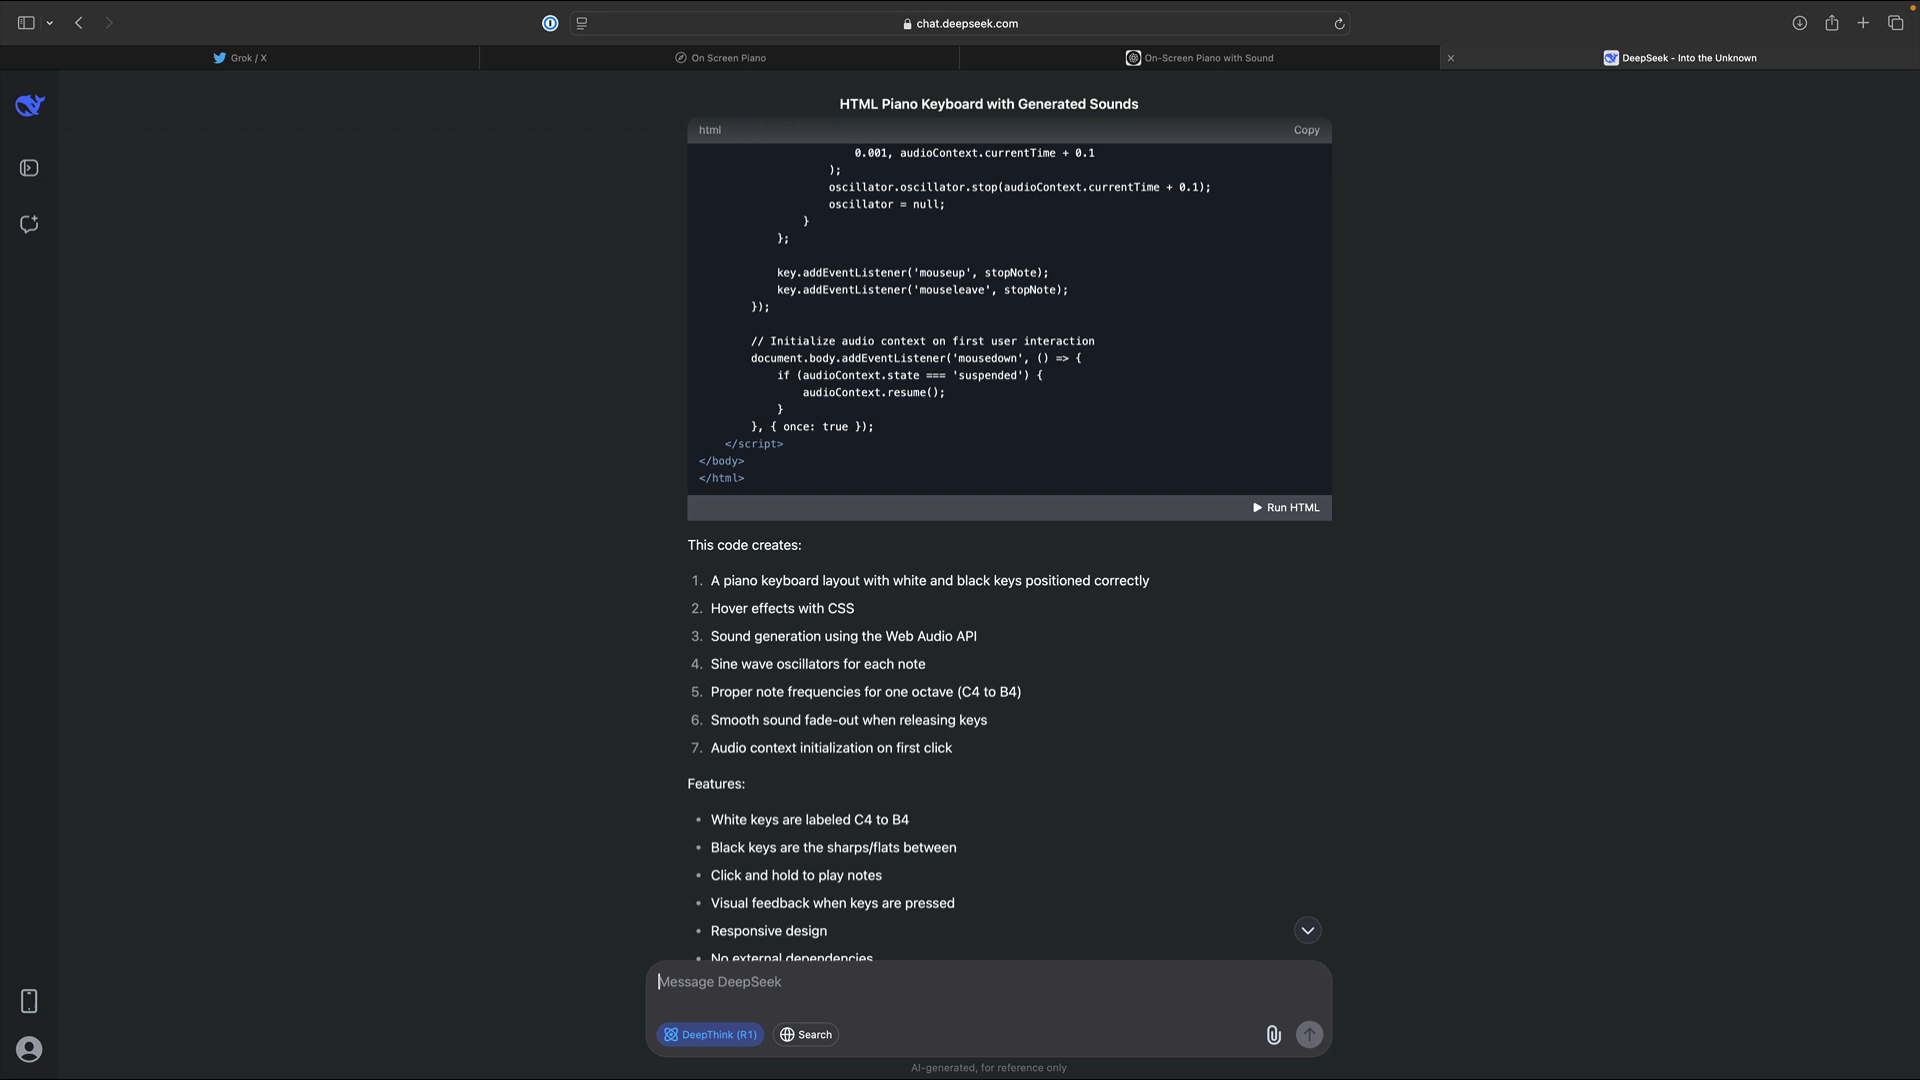 chat.deepseek.com
Grok / X
On Screen Piano
On-Screen Piano with Sound
DeepSeek - Into the Unknown
HTML Piano Keyboard with Generated Sounds
html
Copy
0.001, audioContext.currentTime + 0.1
);
oscillator.oscillator.stop(audioContext.currentTime + 0.1);
oscillator = null;
}
};
key.addEventListener('mouseup', stopNote);
key.addEventListener('mouseleave', stopNote);
});
// Initialize audio context on first user interaction
document.body.addEventListener('mousedown', () => {
if (audioContext.state === 'suspended') {
audioContext.resume();
}
}, { once: true });
</script>
</body>
</html>
Run HTML
This code creates:
1. A piano keyboard layout with white and black keys positioned correctly
2. Hover effects with CSS
3. Sound generation using the Web Audio API
4. Sine wave oscillators for each note
5. Proper note frequencies for one octave (C4 to B4)
6. Smooth sound fade-out when releasing keys
7. Audio context initialization on first click
Features:
• White keys are labeled C4 to B4
• Black keys are the sharps/flats between
• Click and hold to play notes
• Visual feedback when keys are pressed
• Responsive design
• No external dependencies
Message DeepSeek
DeepThink (R1)
Search
AI-generated, for reference only